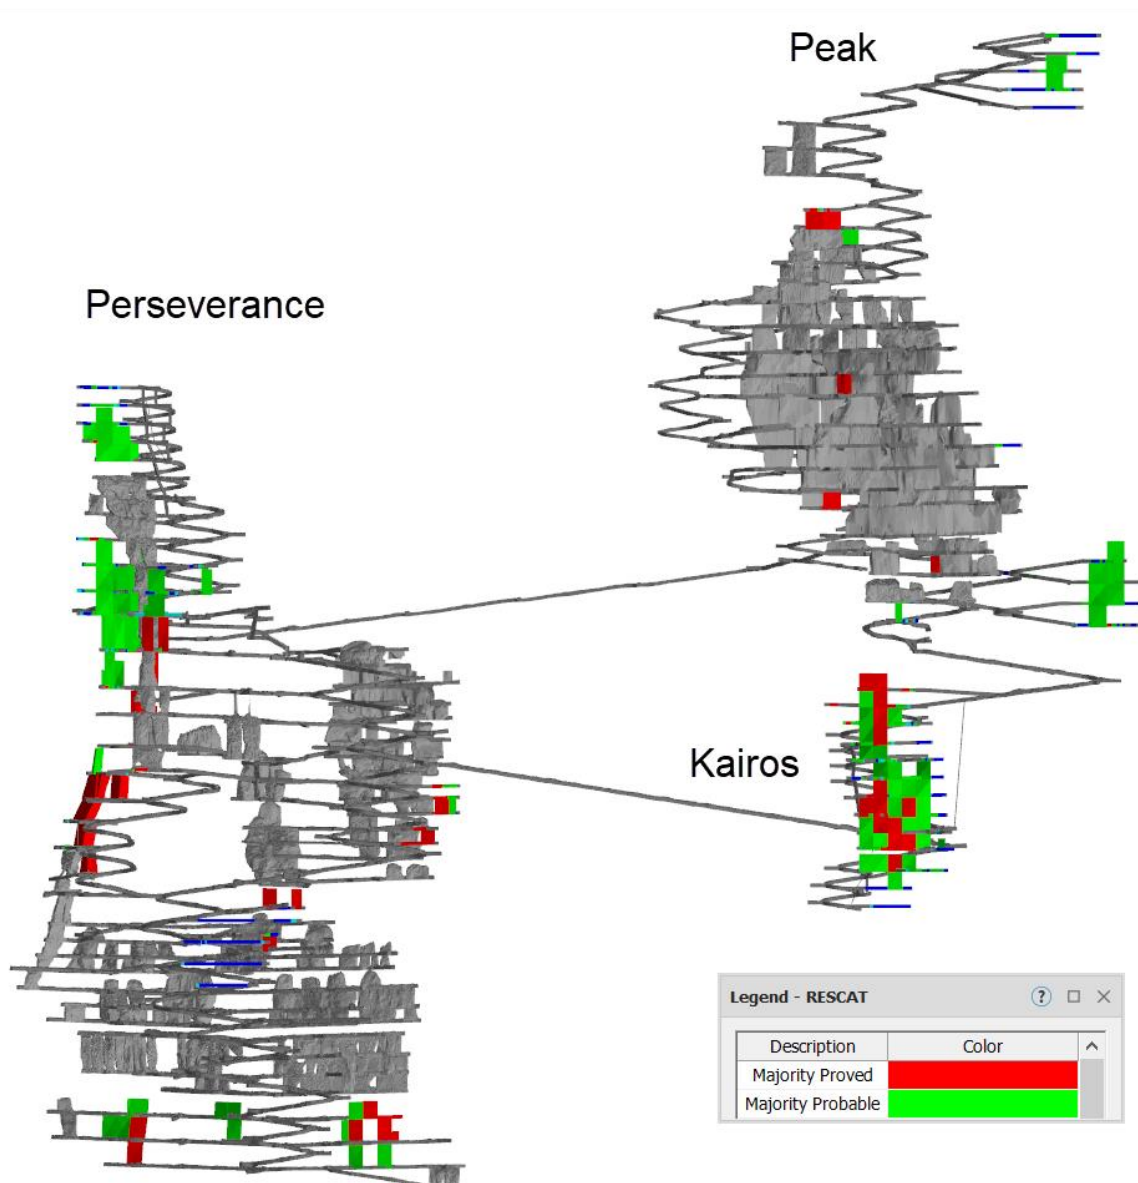 Peak
Perseverance
Kairos
Legend - RESCAT
Description Color
Majority Proved
Majority Probable